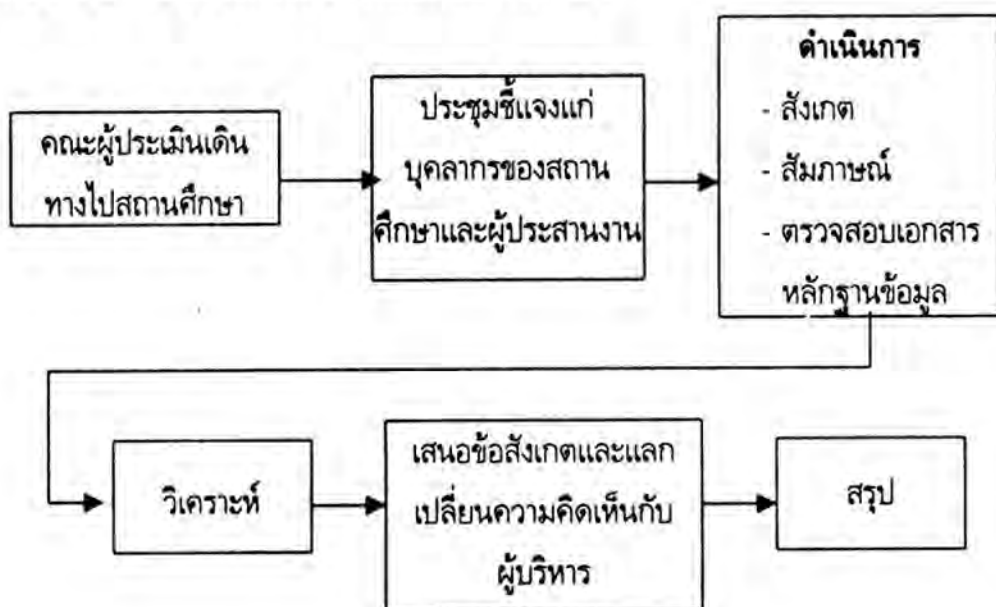 คณะผู้ประเมินเดิน
ทางไปสถานศึกษา
ประชุมชี้แจงแก่
บุคลากรของสถาน
ศึกษาและผู้ประสานงาน
ดำเนินการ
- สังเกต
- สัมภาษณ์
- ตรวจสอบเอกสาร
หลักฐานข้อมูล
วิเคราะห์
เสนอข้อสังเกตและแลก
เปลี่ยนความคิดเห็นกับ
ผู้บริหาร
สรุป